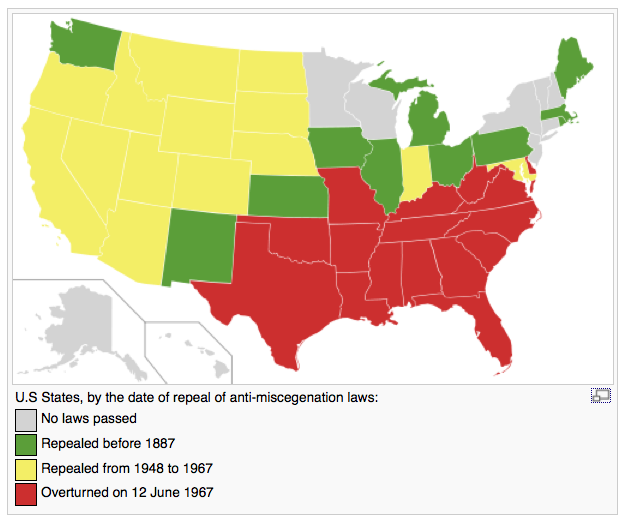 U.S States, by the date of repeal of anti-miscegenation laws:
No laws passed
Repealed before 1887
Repealed from 1948 to 1967
Overturned on 12 June 1967